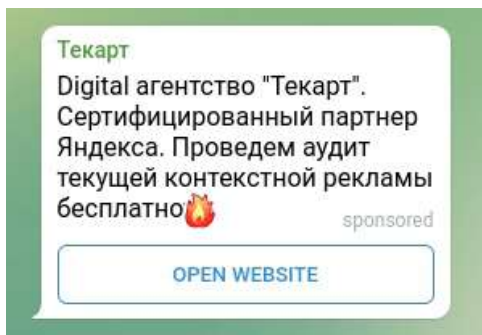 Текарт
Digital агентство "Текарт".
Сертифицированный партнер
Яндекса. Проведем аудит
текущей контекстной рекламы
бесплатно🔥
sponsored
OPEN WEBSITE